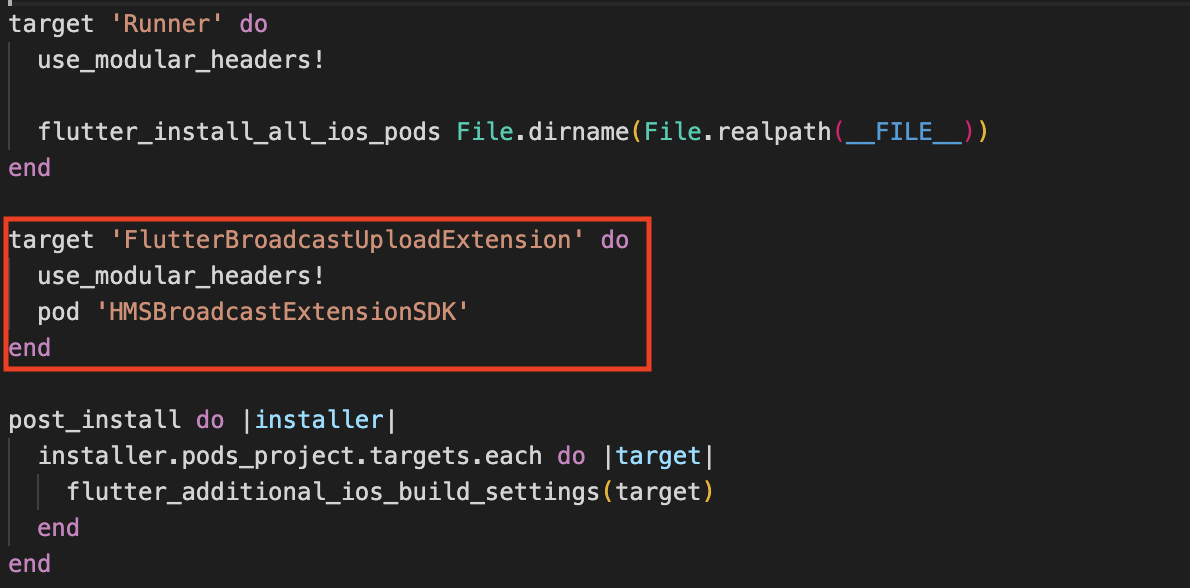 target 'Runner' do
  use_modular_headers!
  flutter_install_all_ios_pods File.dirname(File.realpath(__FILE__))
end
target 'FlutterBroadcastUploadExtension' do
  use_modular_headers!
  pod 'HMSBroadcastExtensionSDK'
end
post_install do |installer|
  installer.pods_project.targets.each do |target|
    flutter_additional_ios_build_settings(target)
  end
end